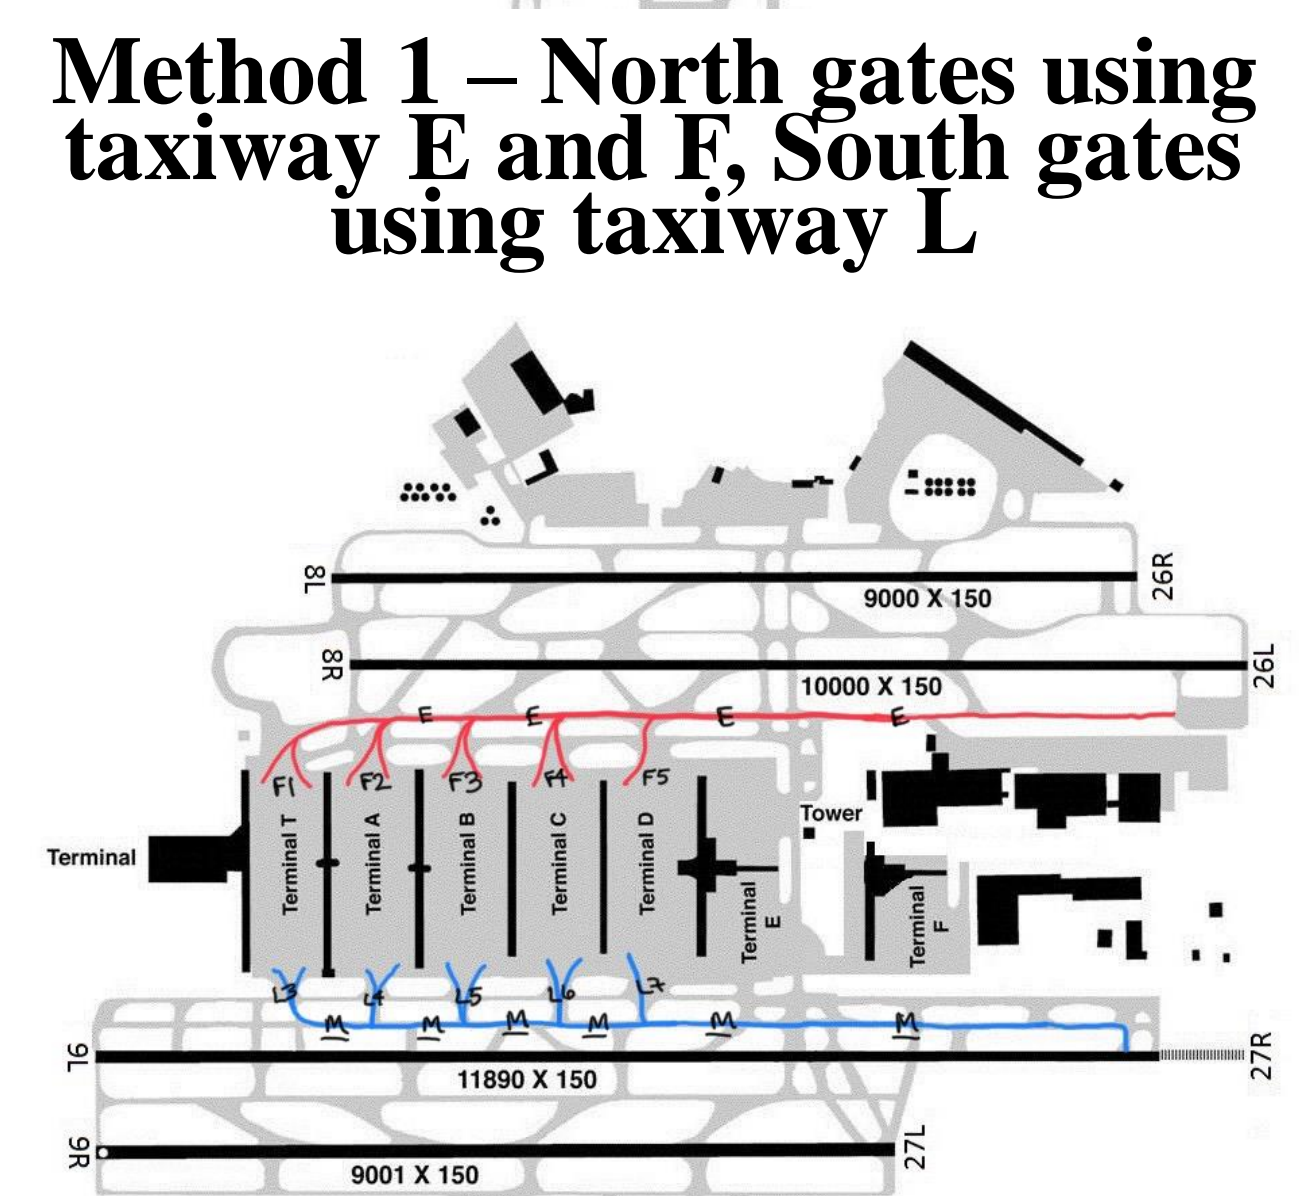 Method 1 – North gates using
taxiway E and F, South gates
using taxiway L
8L
26R
9000 X 150
8R
26L
10000 X 150
E
E
E
E
F1
F2
F3
F4
F5
Tower
Terminal
Terminal T
Terminal A
Terminal B
Terminal C
Terminal D
Terminal
E
Terminal
F
L3
L4
L5
L6
L7
M
M
M
M
M
M
9L
27R
11890 X 150
9R
27L
9001 X 150